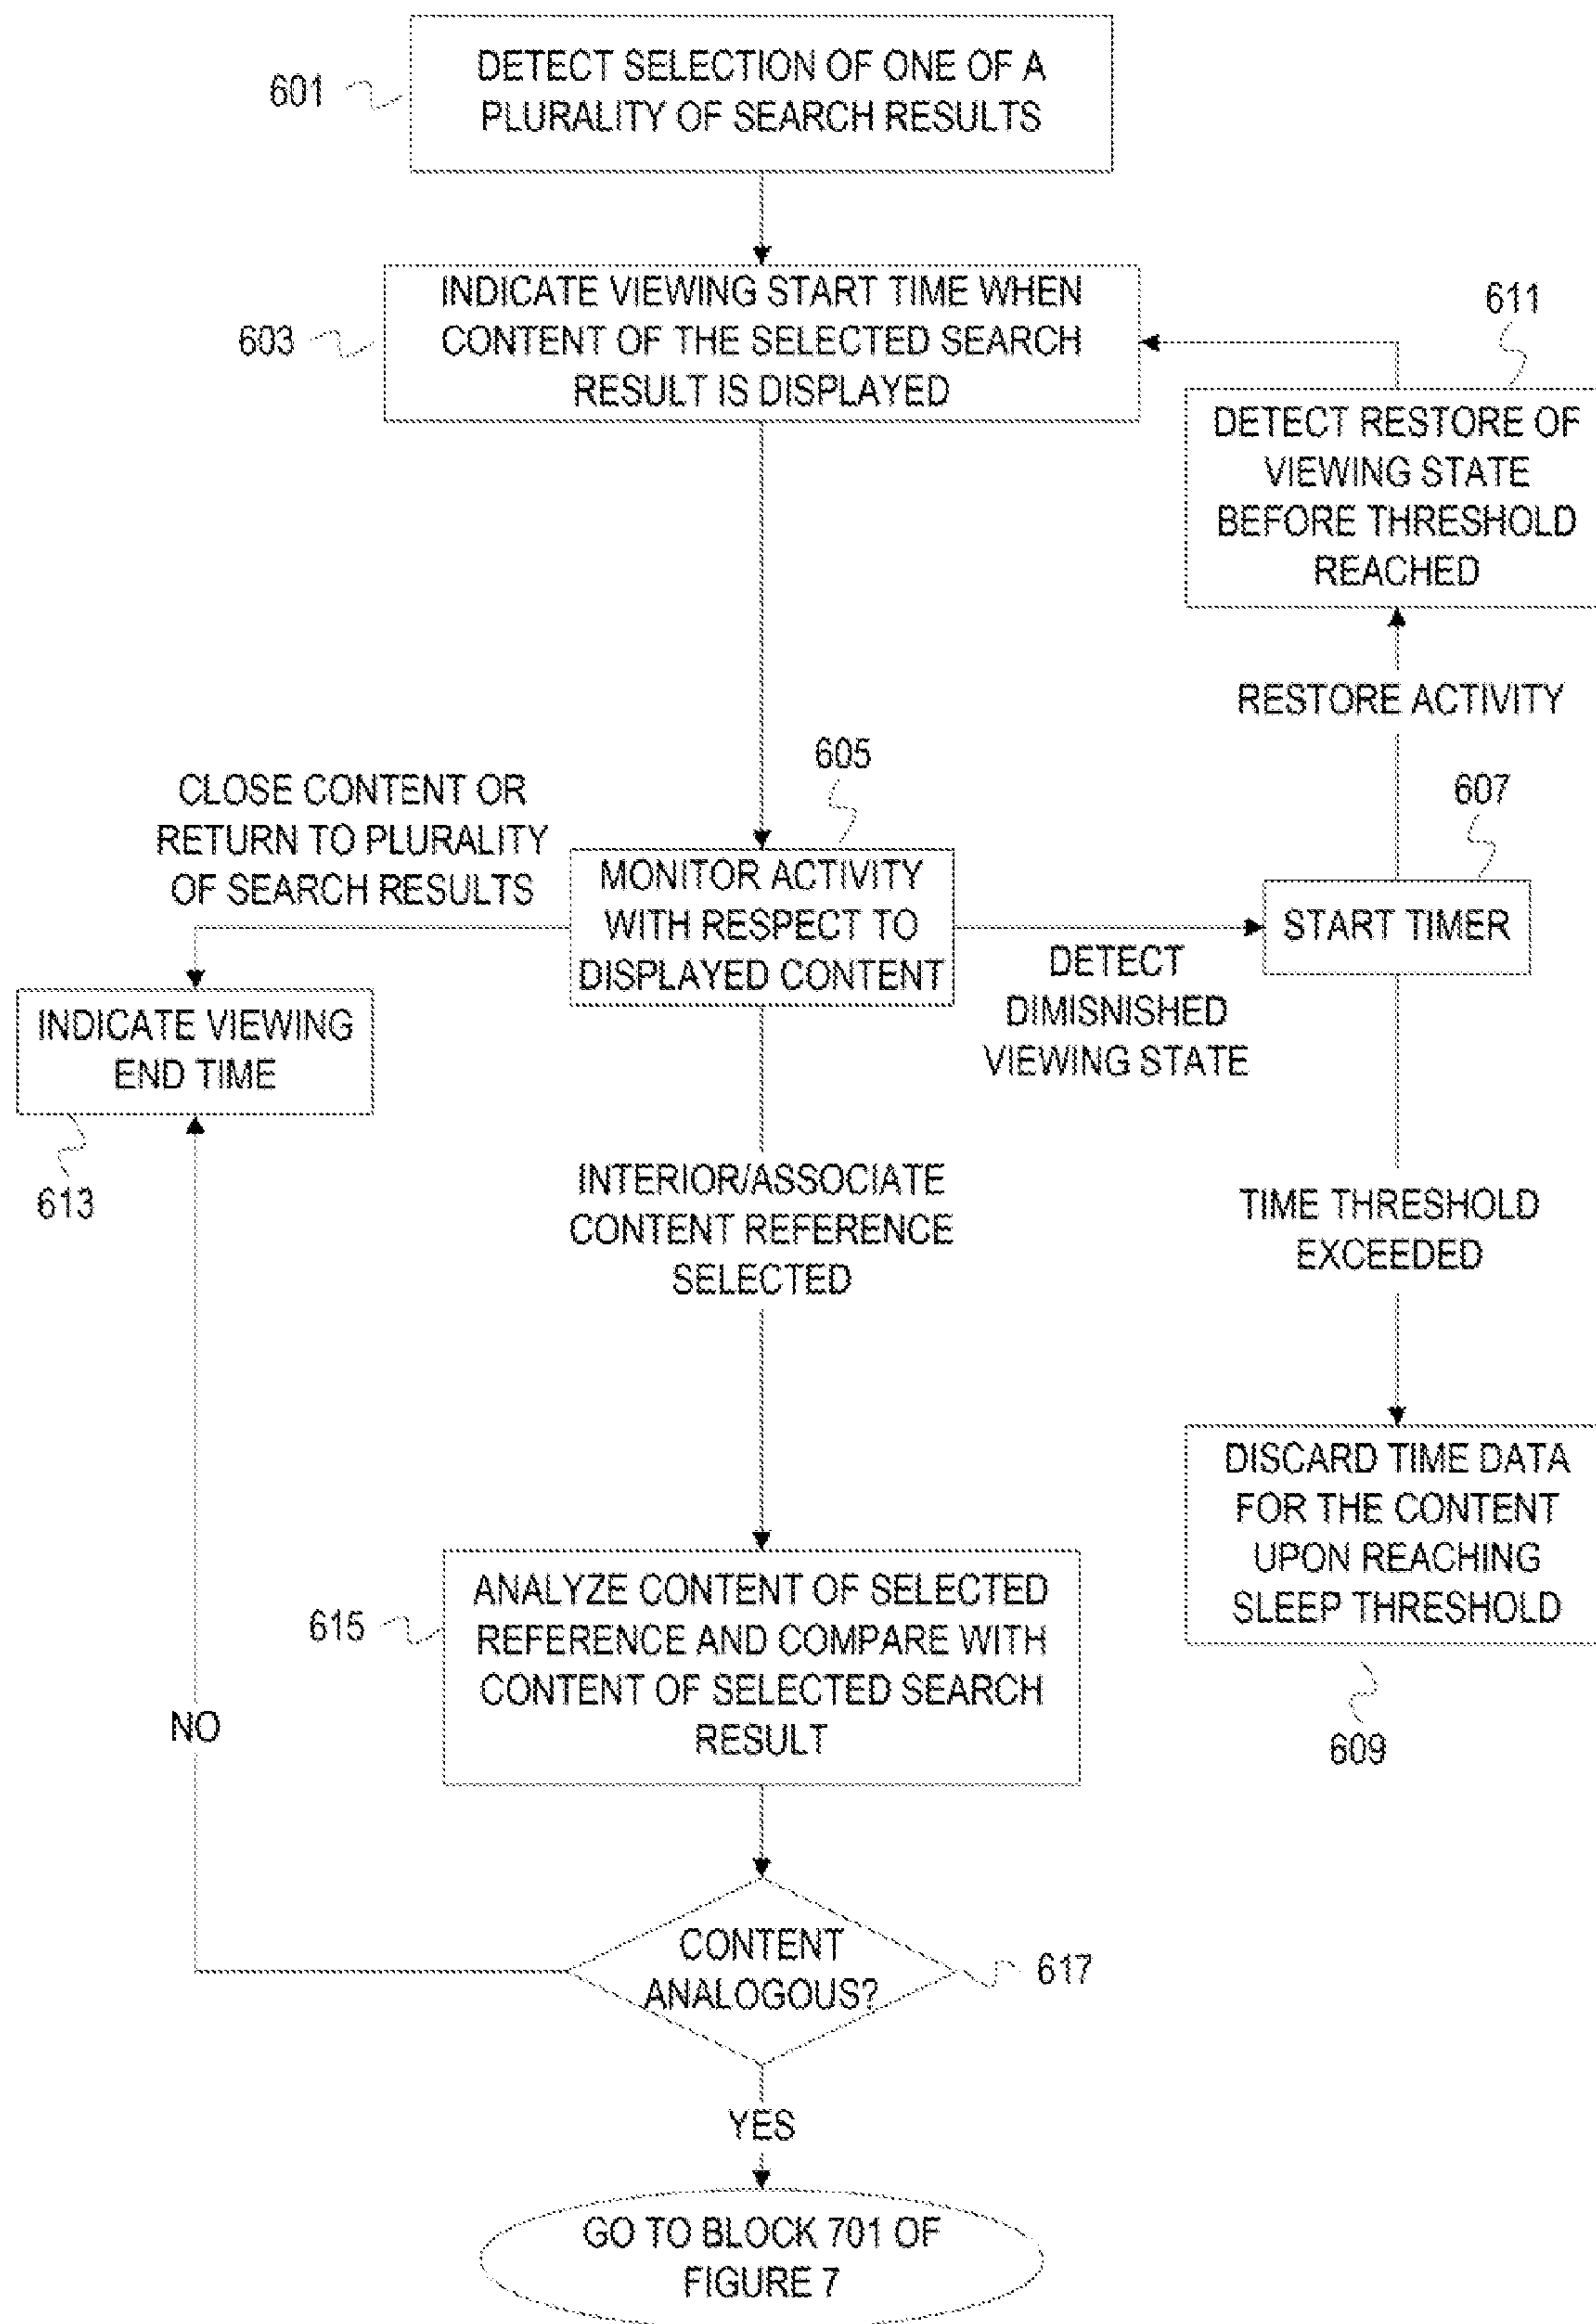 DETECT SELECTION OF ONE OF A
PLURALITY OF SEARCH RESULTS
601
INDICATE VIEWING START TIME WHEN
CONTENT OF THE SELECTED SEARCH
RESULT IS DISPLAYED
603
611
DETECT RESTORE OF
VIEWING STATE
BEFORE THRESHOLD
REACHED
RESTORE ACTIVITY
605
607
CLOSE CONTENT OR
RETURN TO PLURALITY
OF SEARCH RESULTS
MONITOR ACTIVITY
WITH RESPECT TO
DISPLAYED CONTENT
START TIMER
DETECT
DIMISNISHED
VIEWING STATE
INDICATE VIEWING
END TIME
613
INTERIOR/ASSOCIATE
CONTENT REFERENCE
SELECTED
TIME THRESHOLD
EXCEEDED
DISCARD TIME DATA
FOR THE CONTENT
UPON REACHING
SLEEP THRESHOLD
609
ANALYZE CONTENT OF SELECTED
REFERENCE AND COMPARE WITH
CONTENT OF SELECTED SEARCH
RESULT
615
NO
CONTENT
ANALOGOUS?
617
YES
GO TO BLOCK 701 OF
FIGURE 7